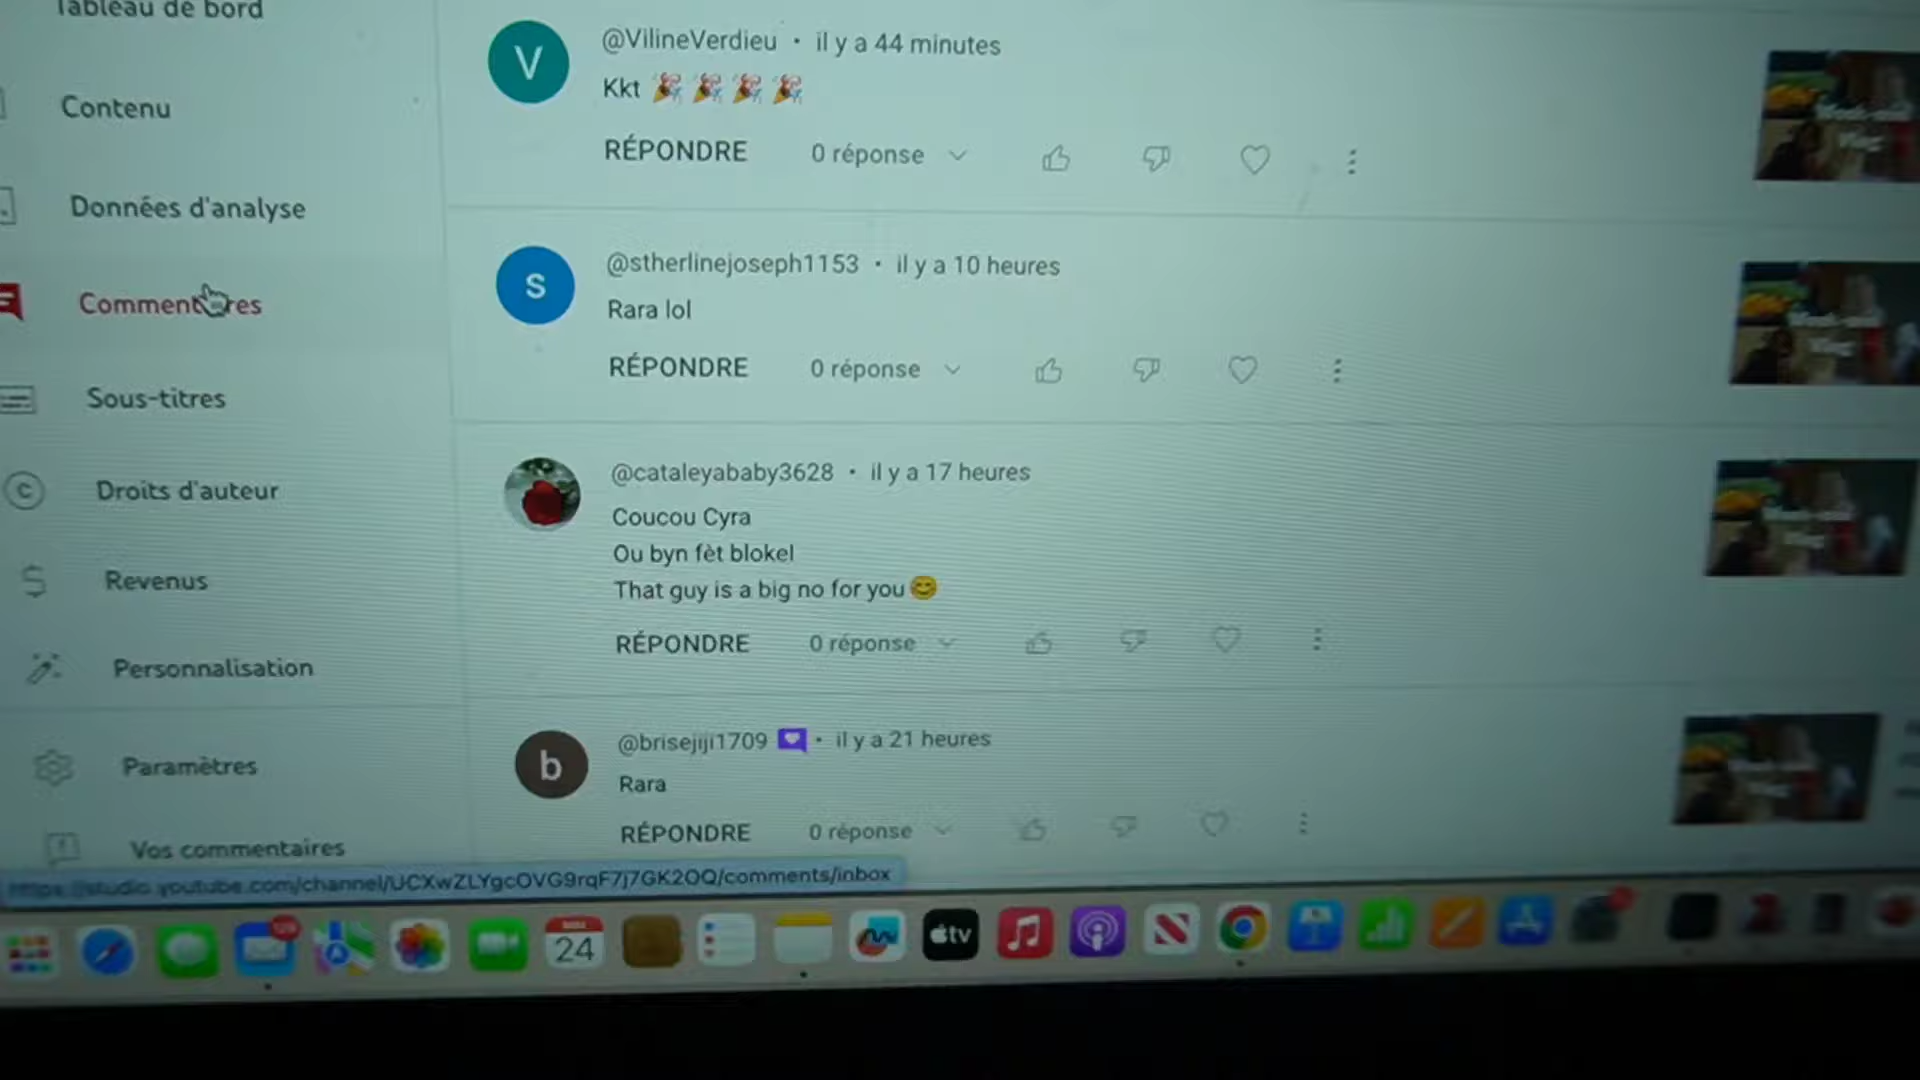 Tableau de bord
Contenu
Données d'analyse
Sous-titres
Droits d'auteur
Revenus
Personnalisation
Paramètres
Vos commentaires
@VilineVerdieu • il y a 44 minutes
Kkt 🎉 🎉 🎉 🎉
RÉPONDRE 0 réponse
@stherlinejoseph1153 • il y a 10 heures
Rara lol
RÉPONDRE 0 réponse
@cataleyababy3628 • il y a 17 heures
Coucou Cyra
Ou byn fèt blokel
That guy is a big no for you 😊
RÉPONDRE 0 réponse
@brisejiji1709 • il y a 21 heures
Rara
RÉPONDRE 0 réponse
https://studio.youtube.com/channel/UCXwZLYgcOVG9rqF7j7GK2OQ/comments/inbox
24
tv
V
s
b